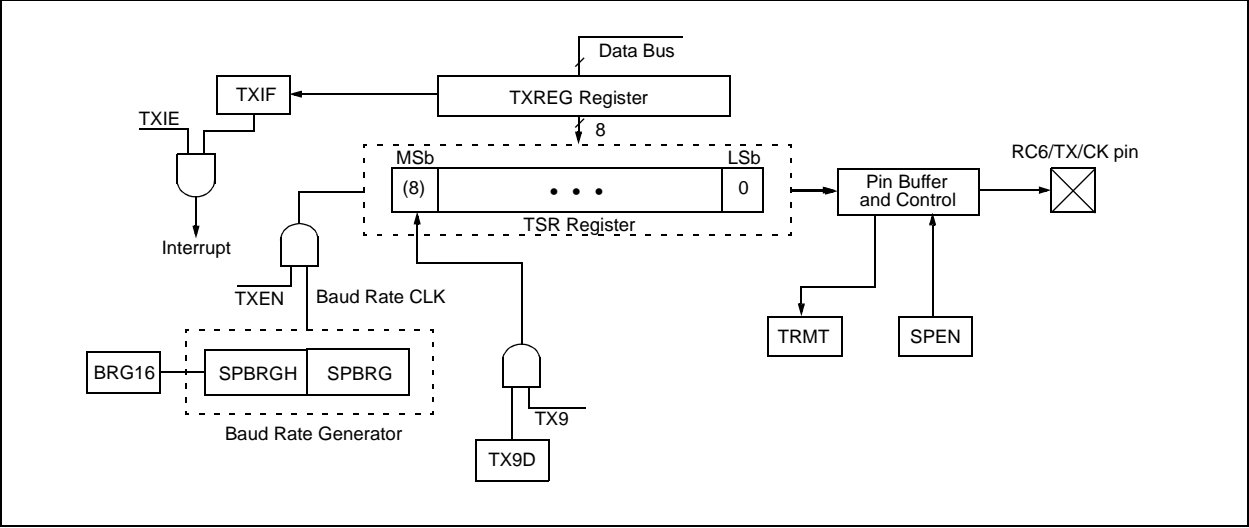 Data Bus
TXIF
TXREG Register
TXIE
8
MSb
LSb
RC6/TX/CK pin
(8)
• • •
0
Pin Buffer
and Control
TSR Register
Interrupt
TXEN
Baud Rate CLK
TRMT
SPEN
BRG16
SPBRGH
SPBRG
TX9
Baud Rate Generator
TX9D